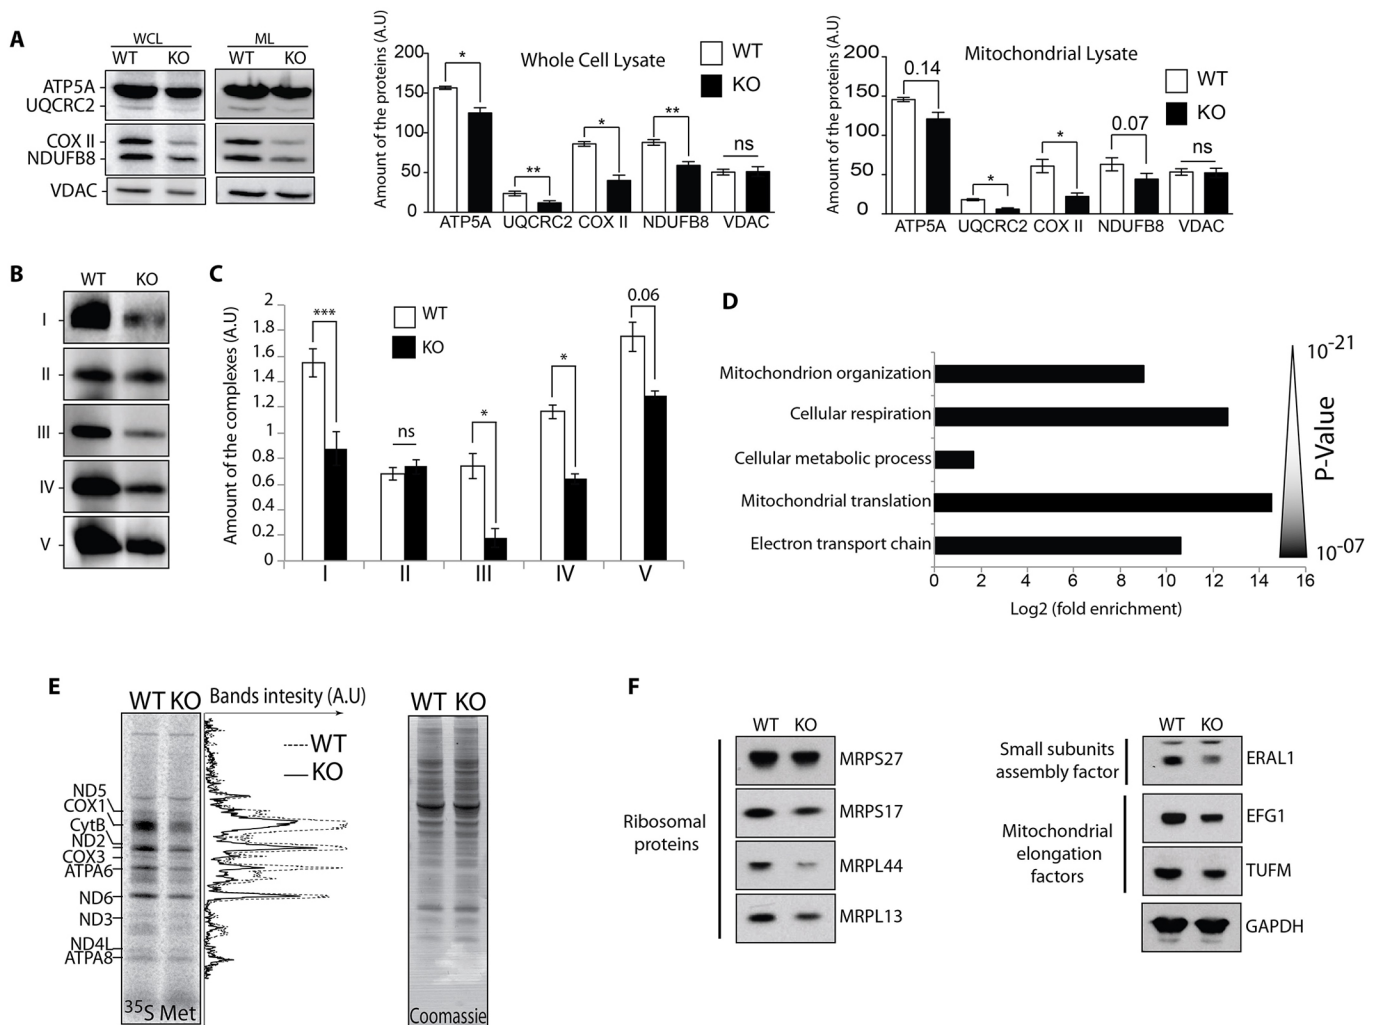 A
WCL
ML
WT KO
WT KO
ATP5A
UQCRC2
COX II
NDUFB8
VDAC
Amount of the proteins (A.U)
Whole Cell Lysate
WT
KO
200
150
100
50
0
*
**
*
**
ns
ATP5A UQCRC2 COX II NDUFB8 VDAC
Amount of the proteins (A.U)
Mitochondrial Lysate
WT
KO
200
150
100
50
0
0.14
*
*
0.07
ns
ATP5A UQCRC2 COX II NDUFB8 VDAC
B
WT KO
I
II
III
IV
V
C
Amount of the complexes (A.U)
WT
KO
2
1.8
1.6
1.4
1.2
1
0.8
0.6
0.4
0.2
0
***
ns
*
*
0.06
I II III IV V
D
Mitochondrion organization
Cellular respiration
Cellular metabolic process
Mitochondrial translation
Electron transport chain
0 2 4 6 8 10 12 14 16
Log2 (fold enrichment)
10-21
P-Value
10-07
E
WT KO
Bands intesity (A.U)
WT
KO
ND5
COX1
CytB
ND2
COX3
ATPA6
ND6
ND3
ND4L
ATPA8
35S Met
WT KO
Coomassie
F
WT KO
Ribosomal
proteins
MRPS27
MRPS17
MRPL44
MRPL13
WT KO
Small subunits
assembly factor
ERAL1
Mitochondrial
elongation
factors
EFG1
TUFM
GAPDH